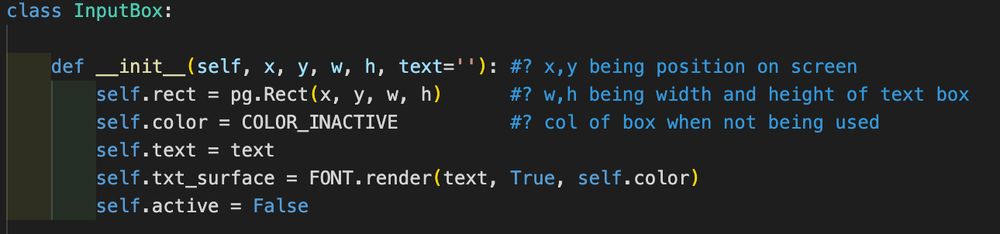 class InputBox:
def __init__(self, x, y, w, h, text=''): #? x,y being position on screen
self.rect = pg.Rect(x, y, w, h) #? w,h being width and height of text box
self.color = COLOR_INACTIVE #? col of box when not being used
self.text = text
self.txt_surface = FONT.render(text, True, self.color)
self.active = False